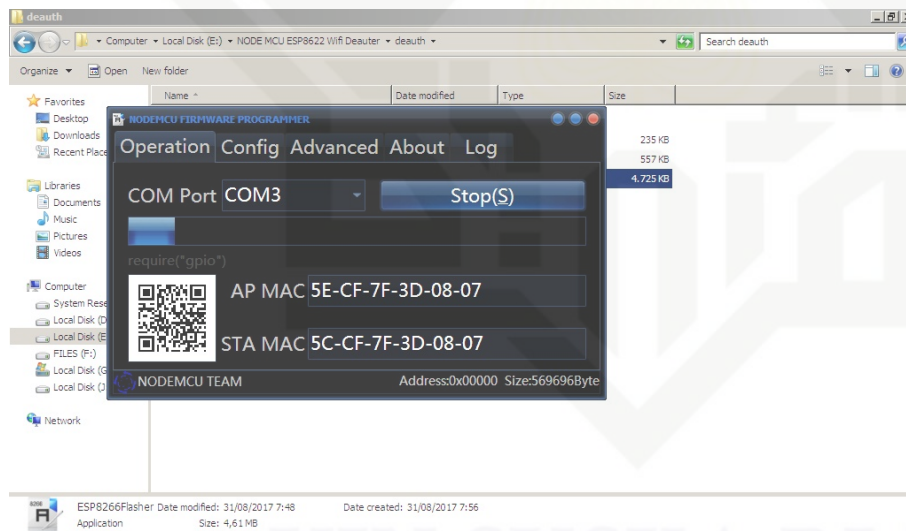 deauth
Computer Local Disk (E:) NODE MCU ESP8622 Wifi Deauter deauth
Search deauth
Organize Open New folder
Name Date modified Type Size
Favorites
Desktop
Downloads
Recent Place
235 KB
557 KB
4.725 KB
Libraries
Documents
Music
Pictures
Videos
Computer
System Rese
Local Disk (D
Local Disk (E
FILES (F:)
Local Disk (G
Local Disk (J
Network
NODEMCU FIRMWARE PROGRAMMER
Operation Config Advanced About Log
COM Port COM3 Stop(S)
require("gpio")
AP MAC 5E-CF-7F-3D-08-07
STA MAC 5C-CF-7F-3D-08-07
NODEMCU TEAM Address:0x00000 Size:569696Byte
ESP8266Flasher Date modified: 31/08/2017 7:48 Date created: 31/08/2017 7:56
Application Size: 4,61 MB